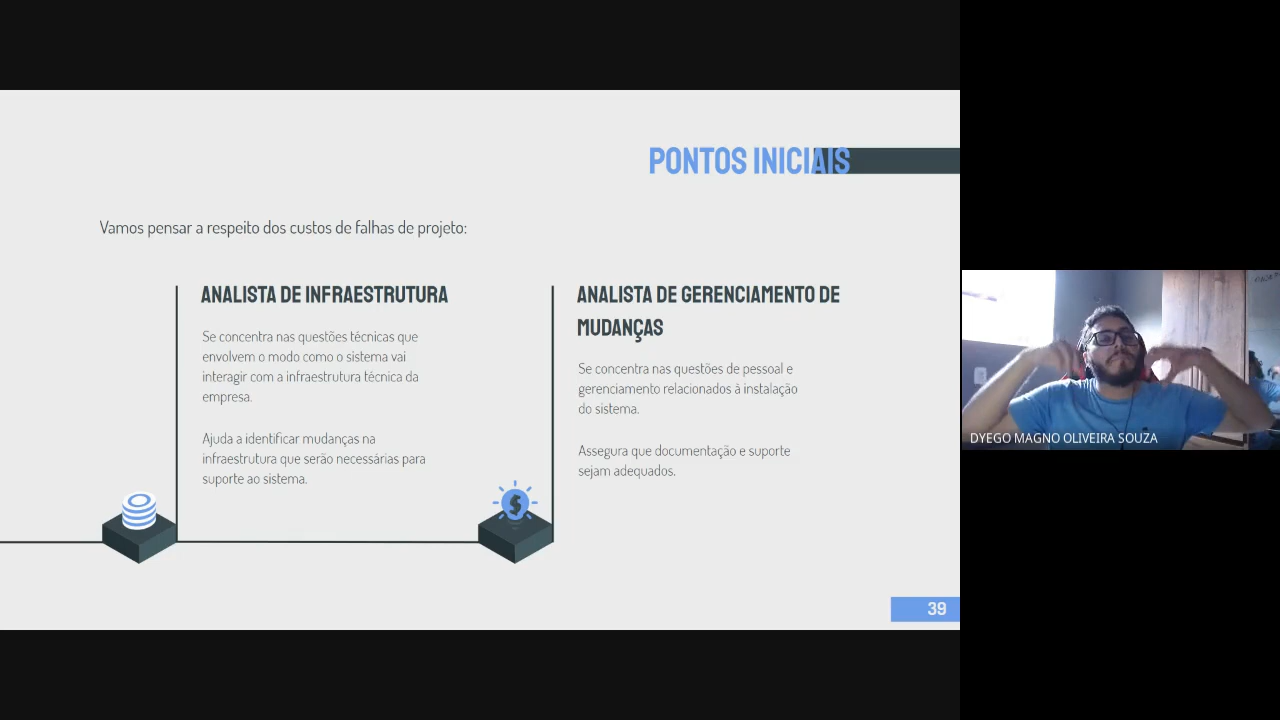 PONTOS INICIAIS
Vamos pensar a respeito dos custos de falhas de projeto:
ANALISTA DE INFRAESTRUTURA
Se concentra nas questões técnicas que
envolvem o modo como o sistema vai
interagir com a infraestrutura técnica da
empresa.
Ajuda a identificar mudanças na
infraestrutura que serão necessárias para
suporte ao sistema.
ANALISTA DE GERENCIAMENTO DE
MUDANÇAS
Se concentra nas questões de pessoal e
gerenciamento relacionados à instalação
do sistema.
Assegura que documentação e suporte
sejam adequados.
39
DYEGO MAGNO OLIVEIRA SOUZA